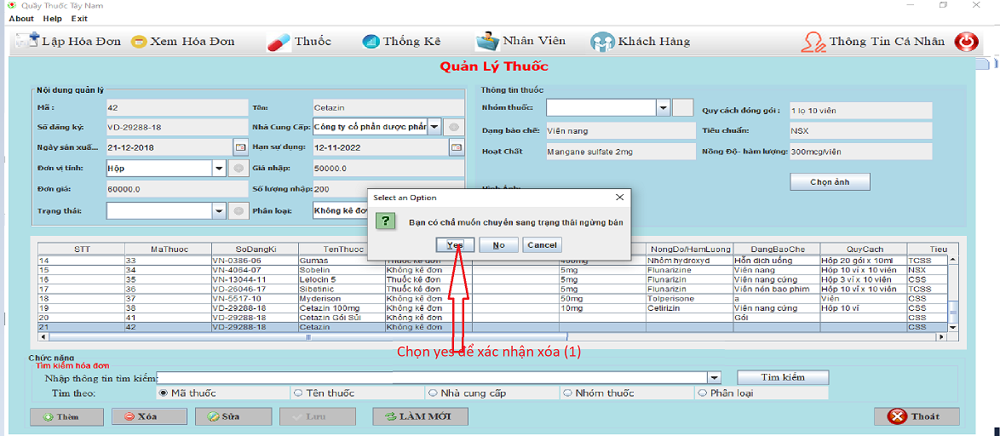 Quầy Thuốc Tây Nam
About Help Exit
Lập Hóa Đơn Xem Hóa Đơn Thuốc Thống Kê Nhân Viên Khách Hàng Thông Tin Cá Nhân
Quản Lý Thuốc
Nội dung quản lý
Thông tin thuốc
Mã : 42 Tên: Cetazin
Nhóm thuốc: Quy cách đóng gói : 1 lo 10 viên
Số đăng ký: VD-29288-18 Nhà Cung Cấp: Công ty cổ phần dược phẩm
Dạng bào chế: Viên nang Tiêu chuẩn: NSX
Ngày sản xuấ... 21-12-2018 Hạn sự dụng: 12-11-2022
Hoạt Chất Mangane sulfate 2mg Nồng Độ- hàm lượng: 300mcg/viên
Đơn vị tính: Hộp Giá nhập: 50000.0
Chọn ảnh
Đơn giá: 60000.0 Số lượng nhập: 200
Hình Ảnh:
Trạng thái: Phân loại: Không kê đơ
Select an Option
Bạn có chắ muốn chuyển sang trạng thái ngừng bán
Yes No Cancel
STT MaThuoc SoDangKi TenThuoc NongDo/HamLuong DangBaoChe QuyCach Tieu
14 33 VN-0386-06 Gumas Thuốc kê đơn 400mg Nhôm hydroxyd Hỗn dịch uống Hộp 20 gói x 10ml TCSS
15 34 VN-4064-07 Sobelin Không kê đơn 5mg Flunarizine Viên nang Hộp 10 vỉ x 10 viên NSX
16 35 VN-13044-11 Lelocin 5 Thuốc kê đơn 5mg Flunarizin Viên nang cứng Hộp 3 vỉ x 10 viên CSS
17 36 VD-26046-17 Sibetinic Thuốc kê đơn 5mg Flunarizin Viên nén bao phim Hộp 10 vỉ x 10 viên TCSS
18 37 VN-5517-10 Myderison Không kê đơn 50mg Tolperisone a Viên CSS
19 38 VD-29288-18 Cetazin 100mg Không kê đơn 10mg Cetirizin Viên nang cứng Hộp 10 vỉ CSS
20 41 VD-29288-18 Cetazin Gói Sủi Không kê đơn Gói CSS
21 42 VD-29288-18 Cetazin Không kê đơn CSS
Chọn yes để xác nhận xóa (1)
Chức năng
Tìm kiếm hóa đơn
Nhập thông tin tìm kiếm: Tìm kiếm
Tìm theo: Mã thuốc Tên thuốc Nhà cung cấp Nhóm thuốc Phân loại
Thêm Xóa Sửa Lưu LÀM MỚI Thoát